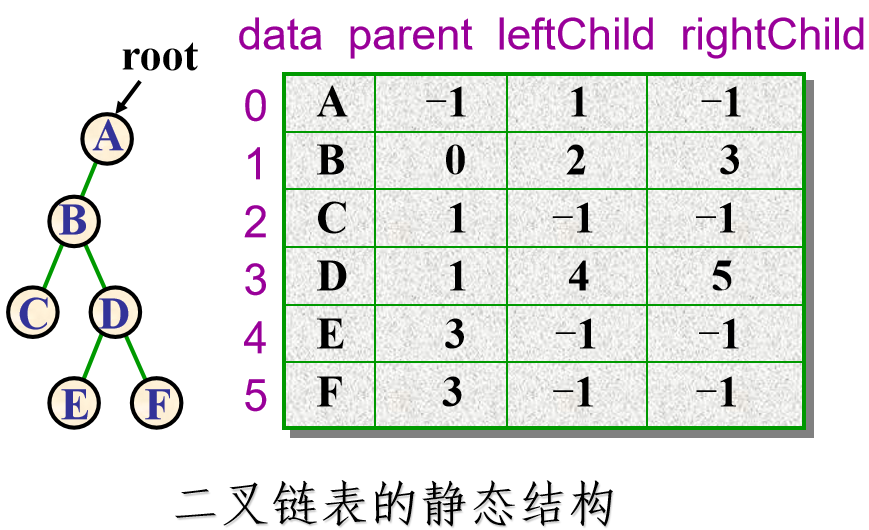 data parent leftChild rightChild
root
0 A −1 1 −1
1 B 0 2 3
2 C 1 −1 −1
3 D 1 4 5
4 E 3 −1 −1
5 F 3 −1 −1
A
B
C D
E F
二叉链表的静态结构